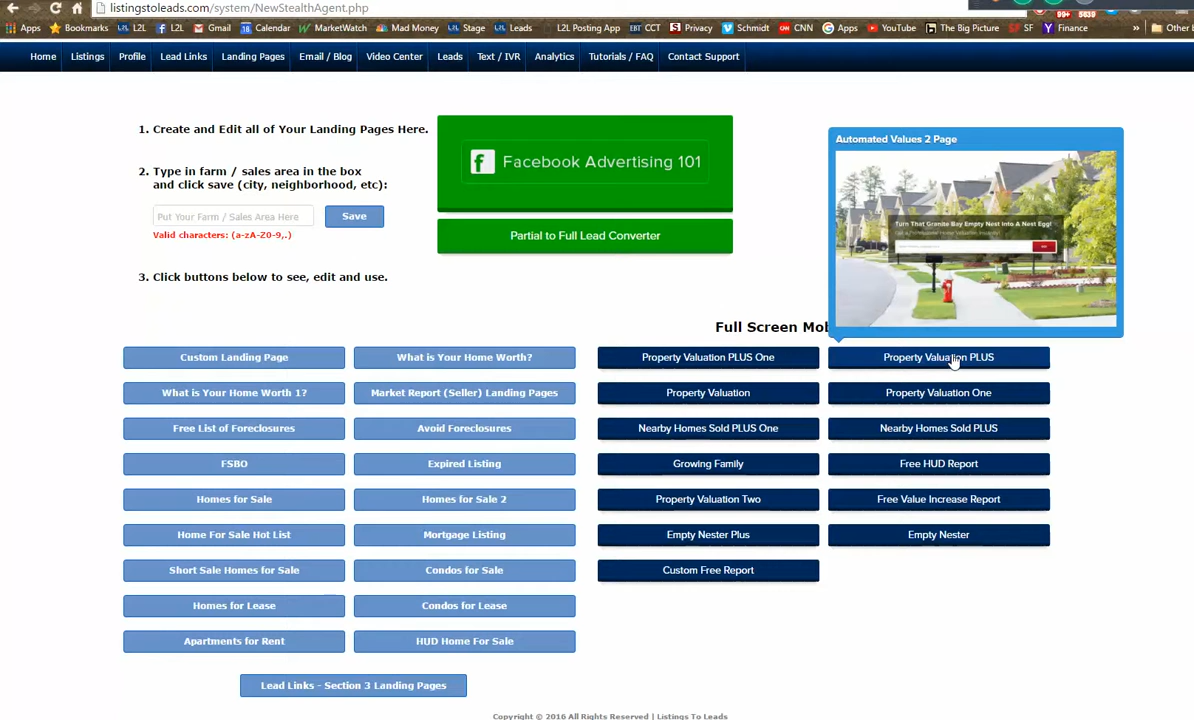 listingstoleads.com/system/NewStealthAgent.php
Apps Bookmarks L2L L2L Gmail Calendar MarketWatch Mad Money Stage Leads L2L Posting App CCT Privacy Schmidt CNN Apps YouTube The Big Picture SF Finance » Other b
Home Listings Profile Lead Links Landing Pages Email / Blog Video Center Leads Text / IVR Analytics Tutorials / FAQ Contact Support
1. Create and Edit all of Your Landing Pages Here.
2. Type in farm / sales area in the box
and click save (city, neighborhood, etc):
Put Your Farm / Sales Area Here Save
Valid characters: (a-zA-Z0-9,.)
3. Click buttons below to see, edit and use.
Facebook Advertising 101
Partial to Full Lead Converter
Automated Values 2 Page
Turn That Granite Bay Empty Nest Into A Nest Egg!
Full Screen Mob
Custom Landing Page What is Your Home Worth? Property Valuation PLUS One Property Valuation PLUS
What is Your Home Worth 1? Market Report (Seller) Landing Pages Property Valuation Property Valuation One
Free List of Foreclosures Avoid Foreclosures Nearby Homes Sold PLUS One Nearby Homes Sold PLUS
FSBO Expired Listing Growing Family Free HUD Report
Homes for Sale Homes for Sale 2 Property Valuation Two Free Value Increase Report
Home For Sale Hot List Mortgage Listing Empty Nester Plus Empty Nester
Short Sale Homes for Sale Condos for Sale Custom Free Report
Homes for Lease Condos for Lease
Apartments for Rent HUD Home For Sale
Lead Links - Section 3 Landing Pages
Copyright © 2016 All Rights Reserved | Listings To Leads